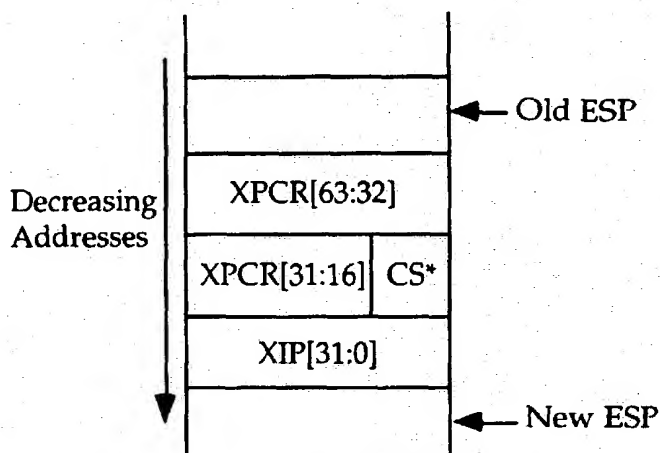 Old ESP
XPCR[63:32]
Decreasing
Addresses
XPCR[31:16] CS*
XIP[31:0]
New ESP